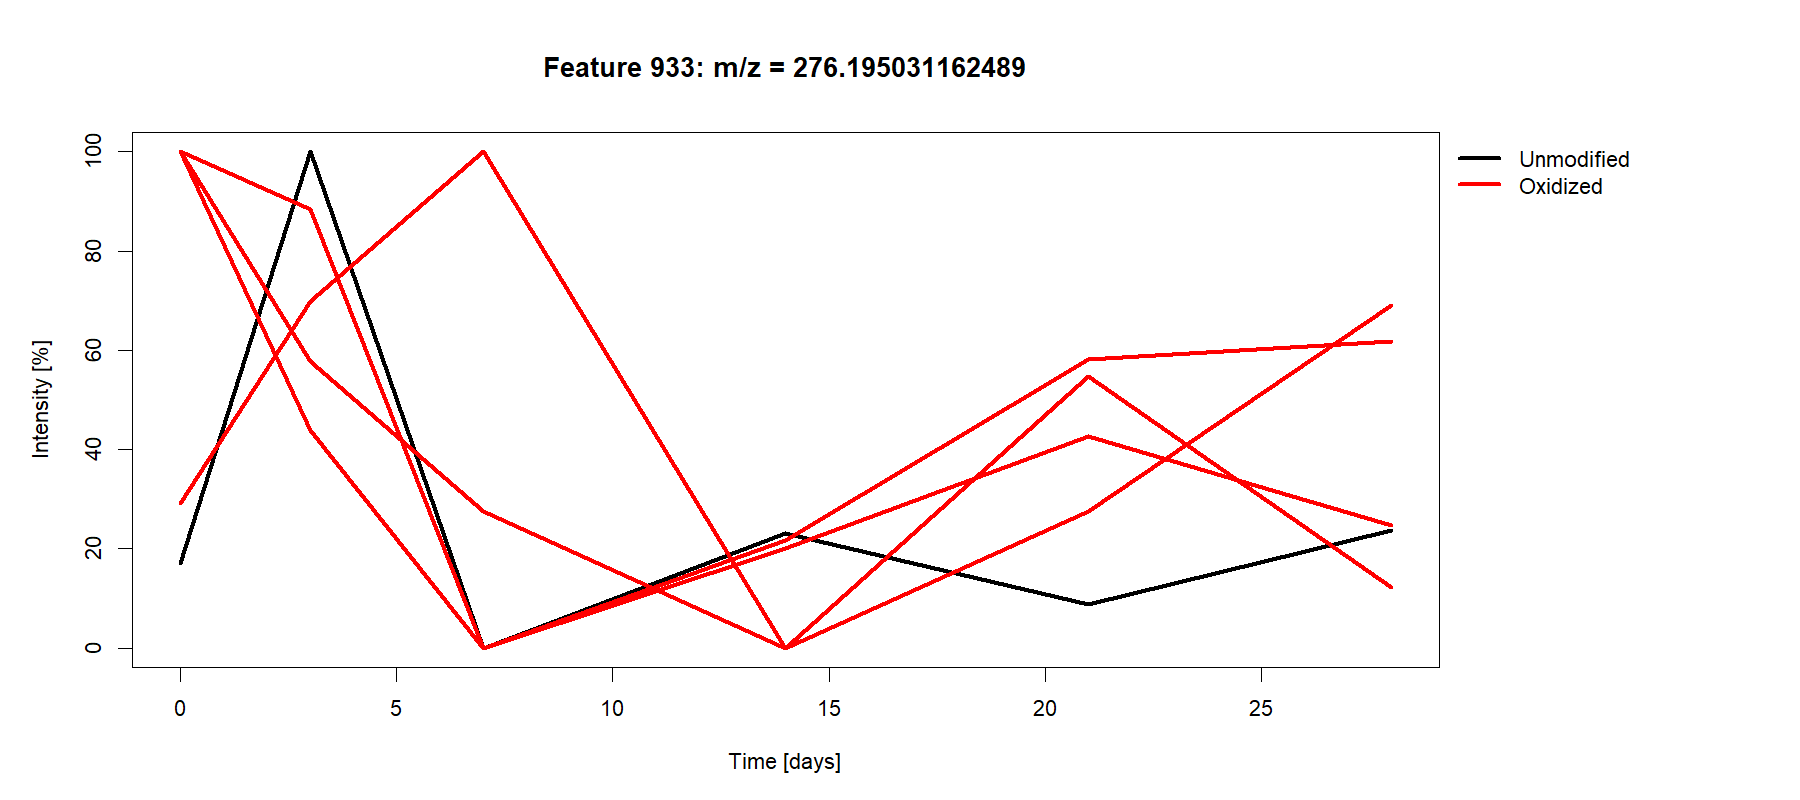 Feature 933: m/z = 276.195031162489
Unmodified
Oxidized
Intensity [%]
100
80
60
40
20
0
0 5 10 15 20 25
Time [days]